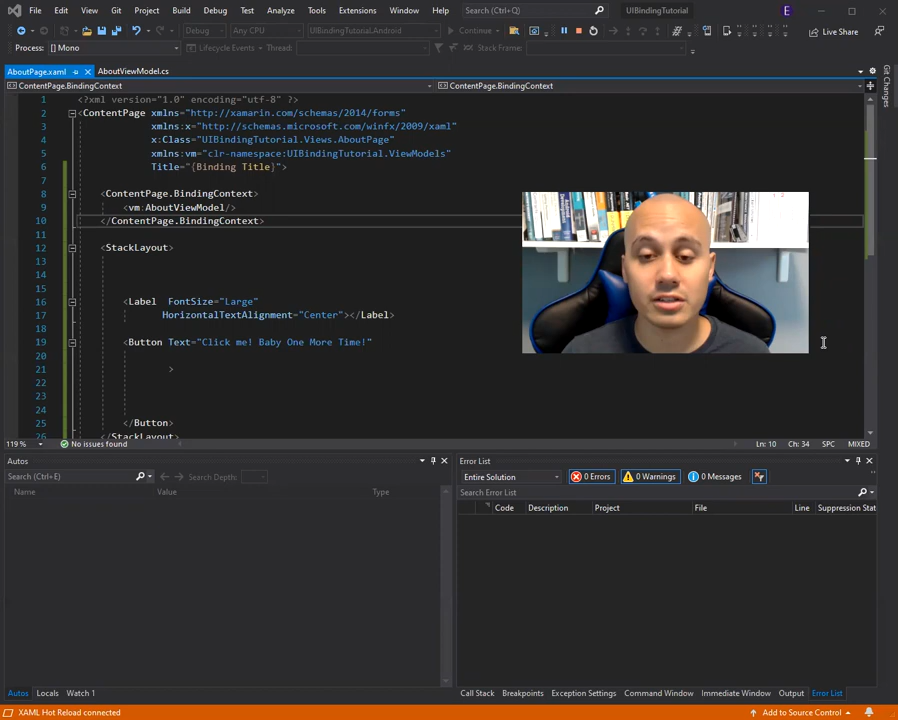 File Edit View Git Project Build Debug Test Analyze Tools Extensions Window Help Search (Ctrl+Q) UIBindingTutorial E
Debug Any CPU UIBindingTutorial.Android Continue Live Share
Process: [] Mono Lifecycle Events Thread: Stack Frame:
AboutPage.xaml AboutViewModel.cs
ContentPage.BindingContext ContentPage.BindingContext
Git Changes
1 <?xml version="1.0" encoding="utf-8" ?>
2 <ContentPage xmlns="http://xamarin.com/schemas/2014/forms"
3 xmlns:x="http://schemas.microsoft.com/winfx/2009/xaml"
4 x:Class="UIBindingTutorial.Views.AboutPage"
5 xmlns:vm="clr-namespace:UIBindingTutorial.ViewModels"
6 Title="{Binding Title}">
7
8 <ContentPage.BindingContext>
9 <vm:AboutViewModel/>
10 </ContentPage.BindingContext>
11
12 <StackLayout>
13
14
15
16 <Label FontSize="Large"
17 HorizontalTextAlignment="Center"></Label>
18
19 <Button Text="Click me! Baby One More Time!"
20
21 >
22
23
24
25 </Button>
26 </StackLayout>
119 % No issues found Ln: 10 Ch: 34 SPC MIXED
Autos
Search (Ctrl+E) Search Depth:
Name Value Type
Error List
Entire Solution 0 Errors 0 Warnings 0 Messages
Search Error List
Code Description Project File Line Suppression Stat
Autos Locals Watch 1
Call Stack Breakpoints Exception Settings Command Window Immediate Window Output Error List
XAML Hot Reload connected Add to Source Control